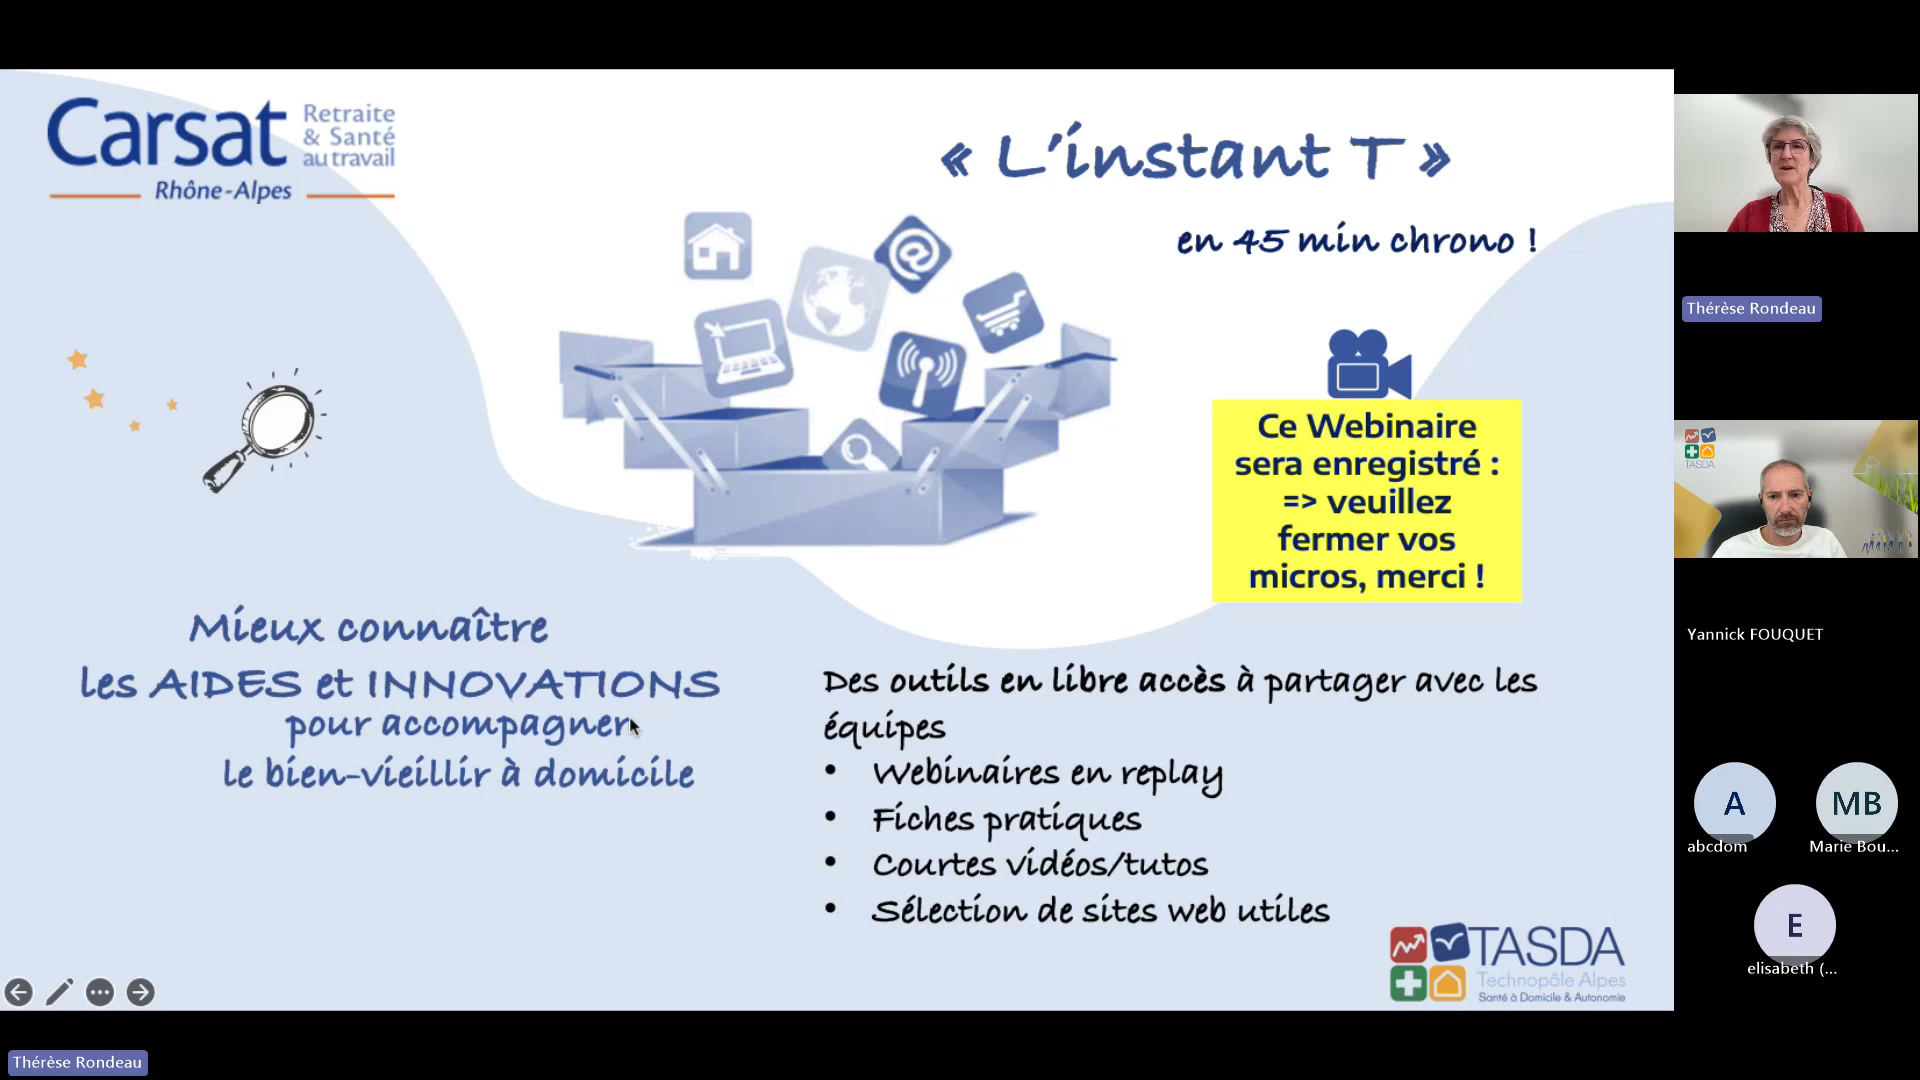 Carsat
Retraite
& Santé
au travail
Rhône-Alpes
« L'instant T »
en 45 min chrono !
Ce Webinaire
sera enregistré :
=> veuillez
fermer vos
micros, merci !
Mieux connaître
les AIDES et INNOVATIONS
pour accompagner
le bien-vieillir à domicile
Des outils en libre accès à partager avec les
équipes
• Webinaires en replay
• Fiches pratiques
• Courtes vidéos/tutos
• Sélection de sites web utiles
TASDA
Technopôle Alpes
Santé à Domicile & Autonomie
Thérèse Rondeau
TASDA
Yannick FOUQUET
A
abcdom
MB
Marie Bou...
E
elisabeth (...
Thérèse Rondeau